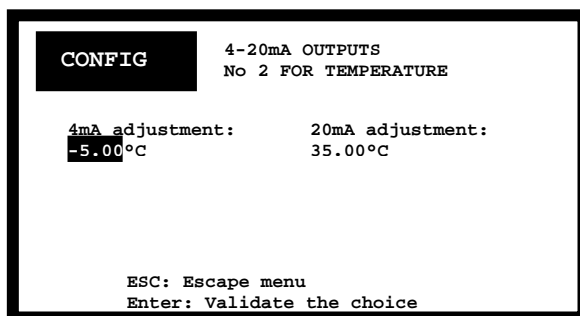 CONFIG
4-20mA OUTPUTS
No 2 FOR TEMPERATURE
4mA adjustment: 20mA adjustment:
-5.00°C 35.00°C
ESC: Escape menu
Enter: Validate the choice